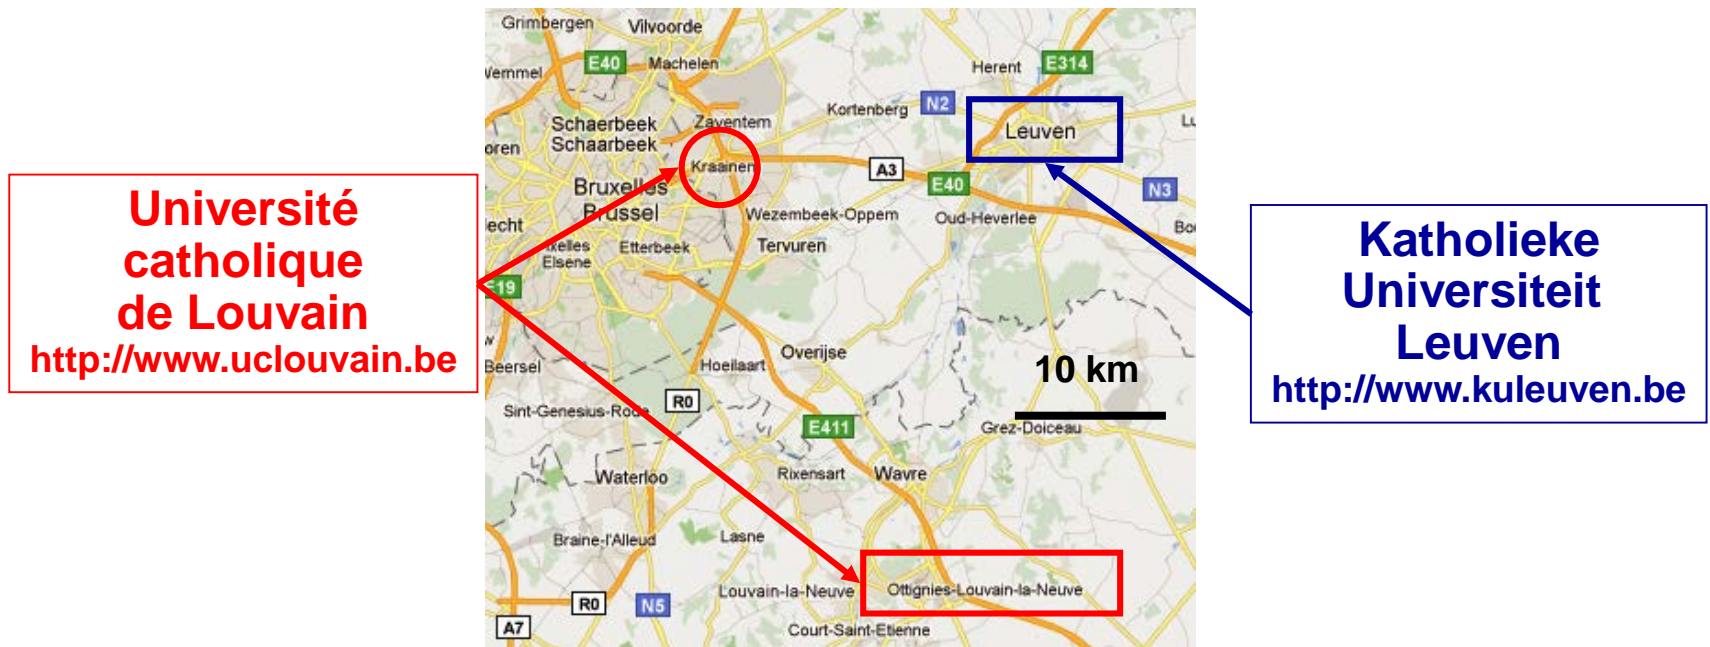 Université
catholique
de Louvain
http://www.uclouvain.be
Grimbergen
Vilvoorde
E40
Machelen
Herent
E314
Kortenberg
N2
Schaerbeek
Schaarbeek
Zaventem
Leuven
Kraainen
A3
E40
N3
Bruxelles
Brussel
Wezembeek-Oppem
Oud-Heverlee
Etterbeek
Tervuren
Elsene
E19
Overijse
Hoeilaart
Beersel
10 km
Sint-Genesius-Rode
R0
E411
Grez-Doiceau
Waterloo
Rixensart
Wavre
Braine-l'Alleud
Lasne
Louvain-la-Neuve
Ottignies-Louvain-la-Neuve
R0
N5
A7
Court-Saint-Etienne
Katholieke
Universiteit
Leuven
http://www.kuleuven.be